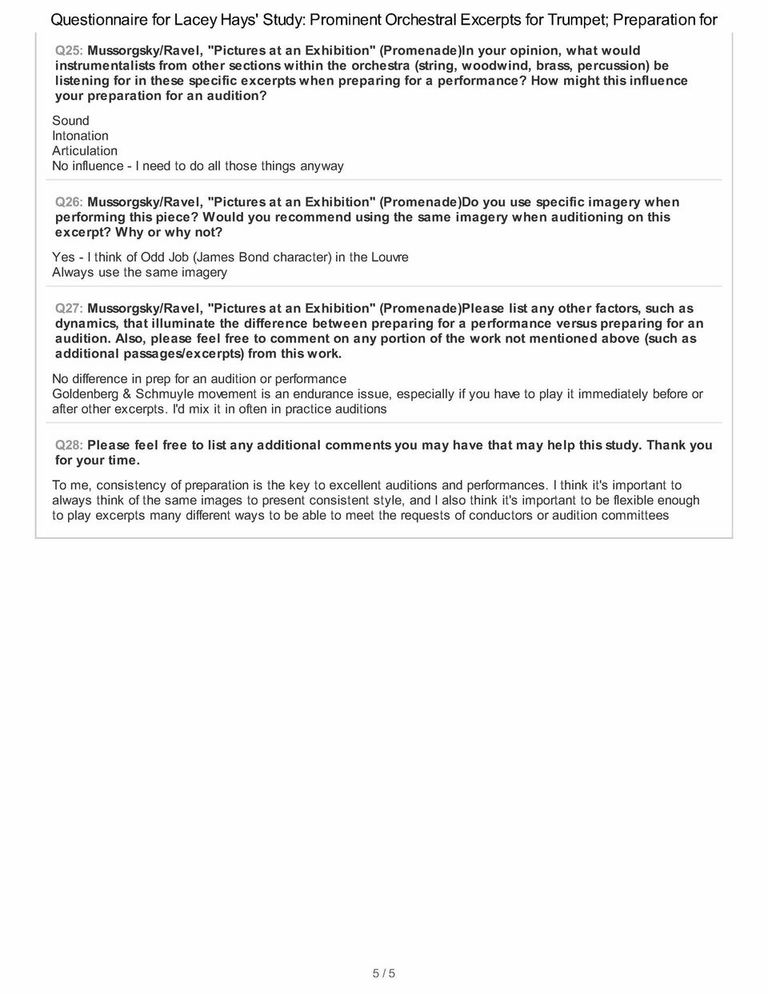 Questionnaire for Lacey Hays' Study: Prominent Orchestral Excerpts for Trumpet; Preparation for
Q25: Mussorgsky/Ravel, "Pictures at an Exhibition" (Promenade)In your opinion, what would
instrumentalists from other sections within the orchestra (string, woodwind, brass, percussion) be
listening for in these specific excerpts when preparing for a performance? How might this influence
your preparation for an audition?
Sound
Intonation
Articulation
No influence - I need to do all those things anyway
Q26: Mussorgsky/Ravel, "Pictures at an Exhibition" (Promenade)Do you use specific imagery when
performing this piece? Would you recommend using the same imagery when auditioning on this
excerpt? Why or why not?
Yes - I think of Odd Job (James Bond character) in the Louvre
Always use the same imagery
Q27: Mussorgsky/Ravel, "Pictures at an Exhibition" (Promenade)Please list any other factors, such as
dynamics, that illuminate the difference between preparing for a performance versus preparing for an
audition. Also, please feel free to comment on any portion of the work not mentioned above (such as
additional passages/excerpts) from this work.
No difference in prep for an audition or performance
Goldenberg & Schmuyle movement is an endurance issue, especially if you have to play it immediately before or
after other excerpts. I'd mix it in often in practice auditions
Q28: Please feel free to list any additional comments you may have that may help this study. Thank you
for your time.
To me, consistency of preparation is the key to excellent auditions and performances. I think it's important to
always think of the same images to present consistent style, and I also think it's important to be flexible enough
to play excerpts many different ways to be able to meet the requests of conductors or audition committees
5 / 5